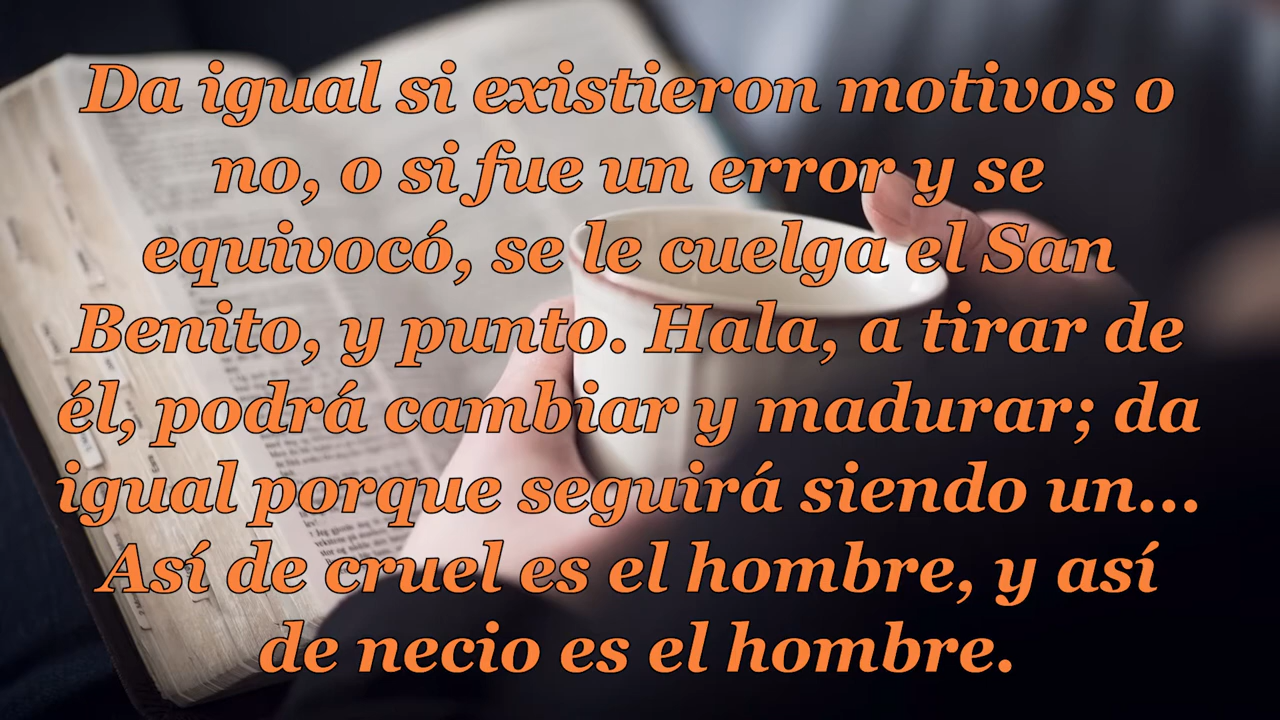 Da igual si existieron motivos o
no, o si fue un error y se
equivocó, se le cuelga el San
Benito, y punto. Hala, a tirar de
él, podrá cambiar y madurar; da
igual porque seguirá siendo un...
Así de cruel es el hombre, y así
de necio es el hombre.